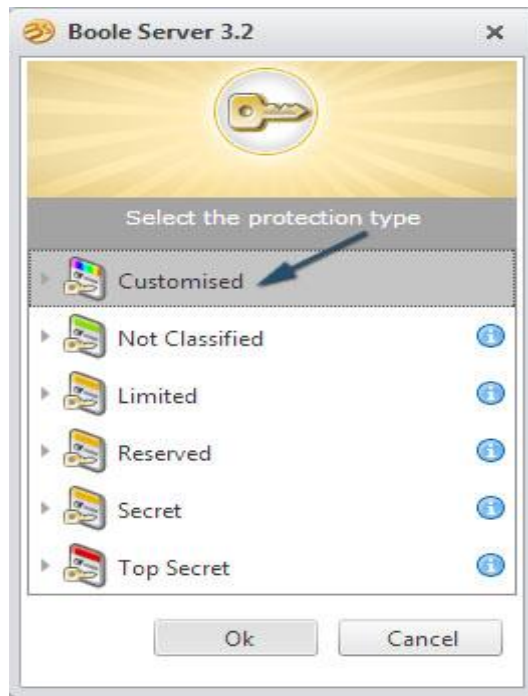 Boole Server 3.2
Select the protection type
Customised
Not Classified
Limited
Reserved
Secret
Top Secret
Ok Cancel